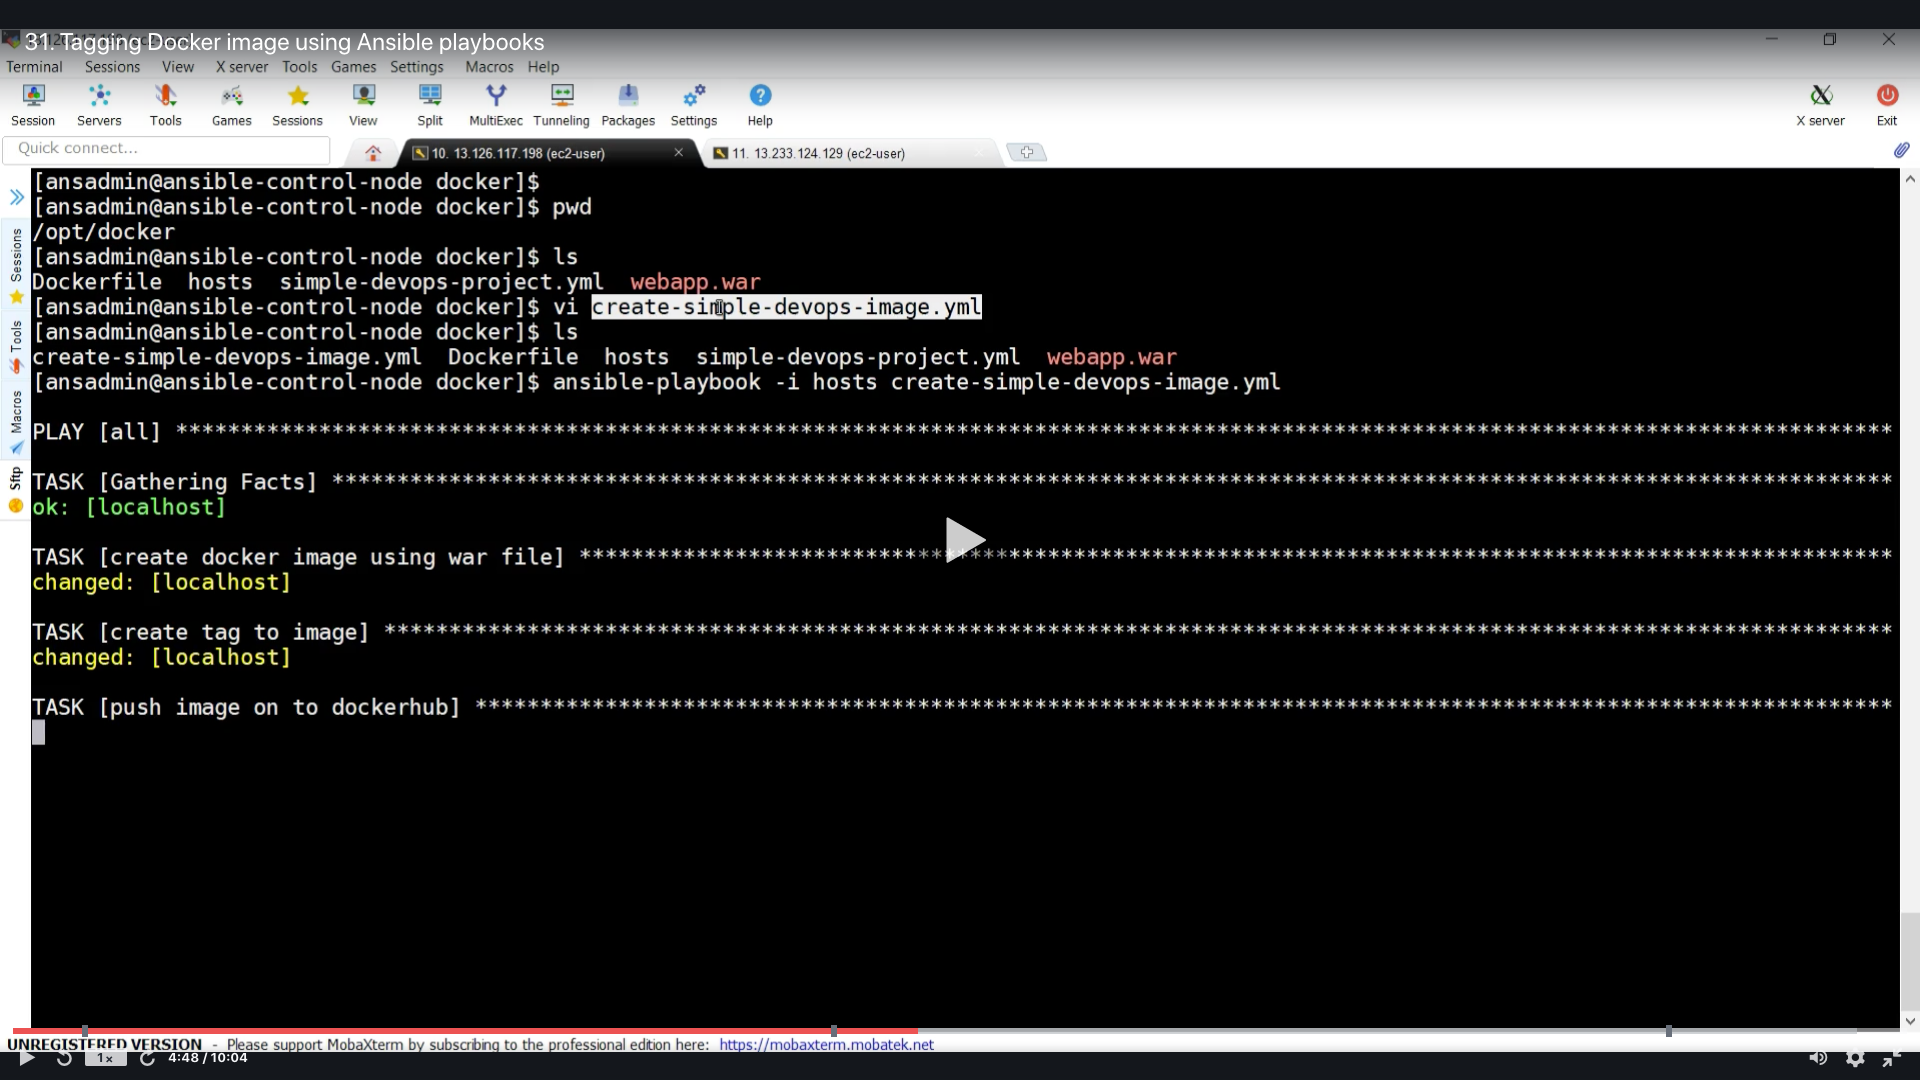 31. Tagging Docker image using Ansible playbooks
Terminal Sessions View X server Tools Games Settings Macros Help
Session Servers Tools Games Sessions View Split MultiExec Tunneling Packages Settings Help X server Exit
Quick connect...
10. 13.126.117.198 (ec2-user)
11. 13.233.124.129 (ec2-user)
Sessions
Tools
Macros
Sftp
[ansadmin@ansible-control-node docker]$
[ansadmin@ansible-control-node docker]$ pwd
/opt/docker
[ansadmin@ansible-control-node docker]$ ls
Dockerfile hosts simple-devops-project.yml webapp.war
[ansadmin@ansible-control-node docker]$ vi create-simple-devops-image.yml
[ansadmin@ansible-control-node docker]$ ls
create-simple-devops-image.yml Dockerfile hosts simple-devops-project.yml webapp.war
[ansadmin@ansible-control-node docker]$ ansible-playbook -i hosts create-simple-devops-image.yml
PLAY [all] ************************************************************************************************************************************
TASK [Gathering Facts] ************************************************************************************************************************
ok: [localhost]
TASK [create docker image using war file] *****************************************************************************************************
changed: [localhost]
TASK [create tag to image] ********************************************************************************************************************
changed: [localhost]
TASK [push image on to dockerhub] *************************************************************************************************************
UNREGISTERED VERSION - Please support MobaXterm by subscribing to the professional edition here: https://mobaxterm.mobatek.net
1x 4:48 / 10:04